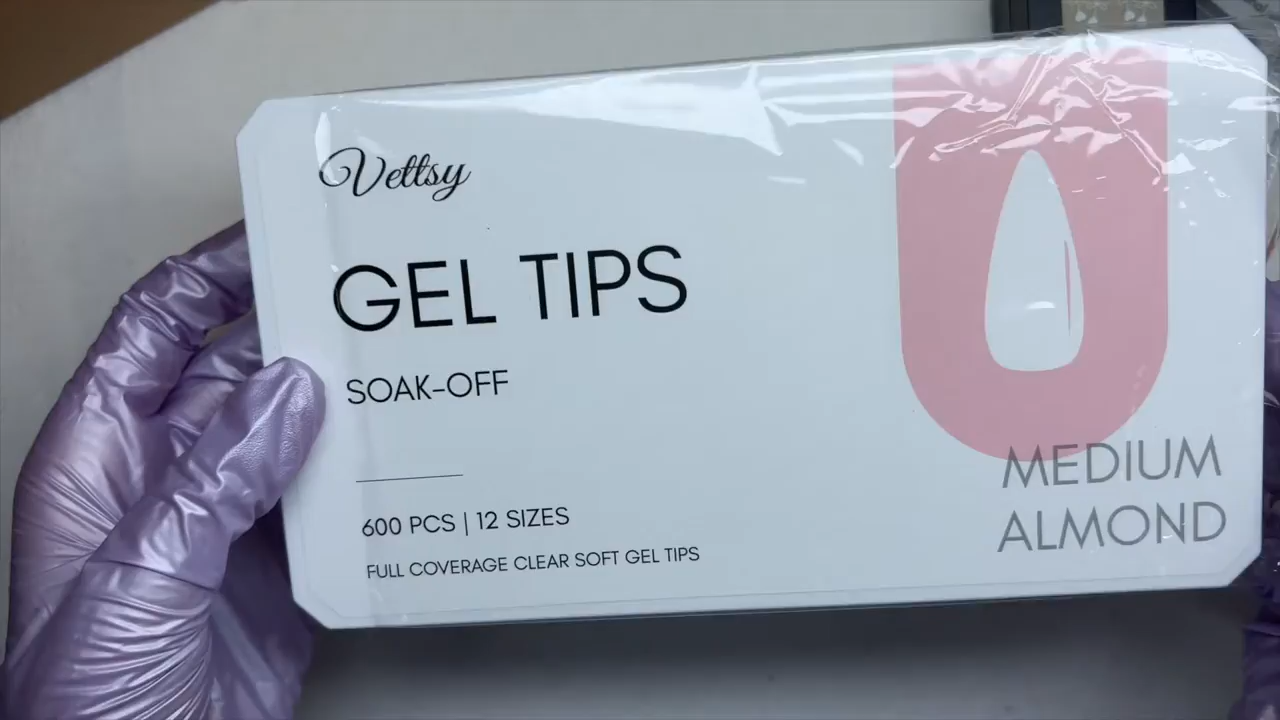 Vettsy
GEL TIPS
SOAK-OFF
600 PCS | 12 SIZES
FULL COVERAGE CLEAR SOFT GEL TIPS
MEDIUM
ALMOND